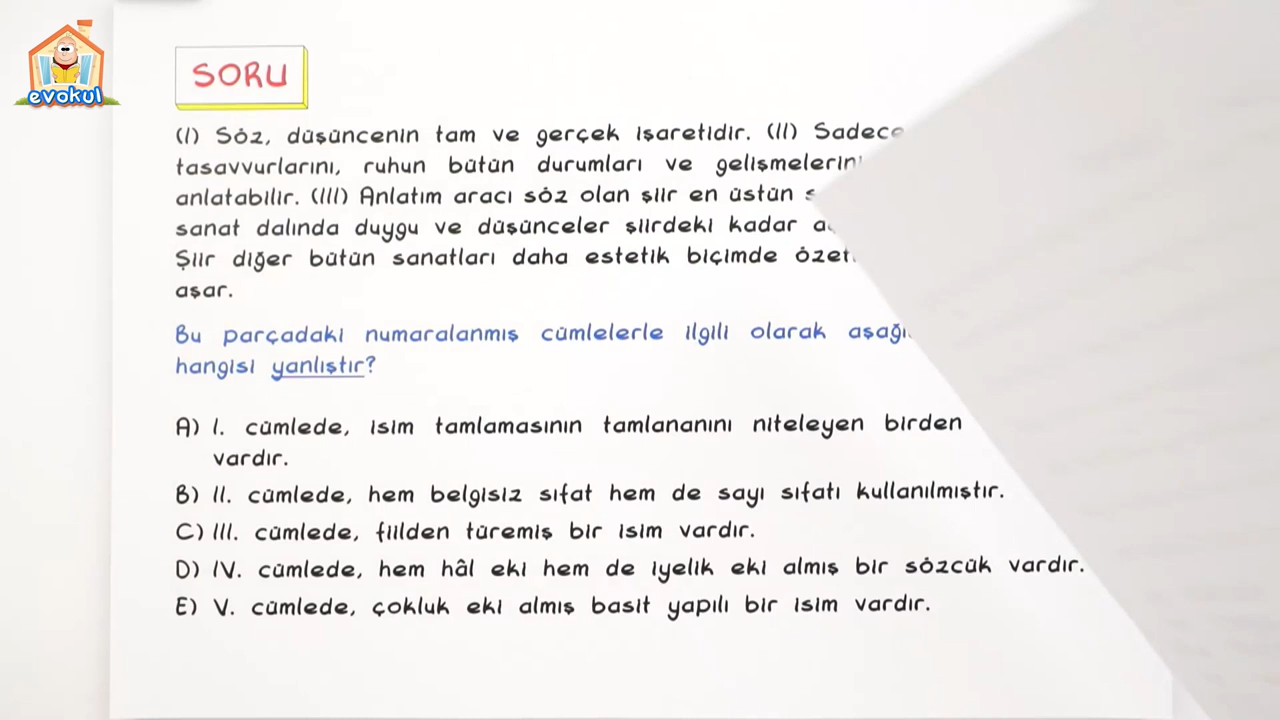 evokul
SORU
(I) Söz, düşüncenin tam ve gerçek işaretidir. (II) Sadece
tasavvurlarını, ruhun bütün durumları ve
anlatabilir. (III) Anlatım aracı söz olan şiir en üstün
sanat dalında duygu ve düşünceler şiirdeki kadar
Şiir diğer bütün sanatları daha estetik biçimde
aşar.
Bu parçadaki numaralanmış cümlelerle ilgili olarak
hangisi yanlıştır?
A) I. cümlede, isim tamlamasının tamlananını niteleyen birden
vardır.
B) II. cümlede, hem belgisiz sıfat hem de sayı sıfatı kullanılmıştır.
C) III. cümlede, fiilden türemiş bir isim vardır.
D) IV. cümlede, hem hâl eki hem de iyelik eki almış bir sözcük vardır.
E) V. cümlede, çokluk eki almış basit yapılı bir isim vardır.